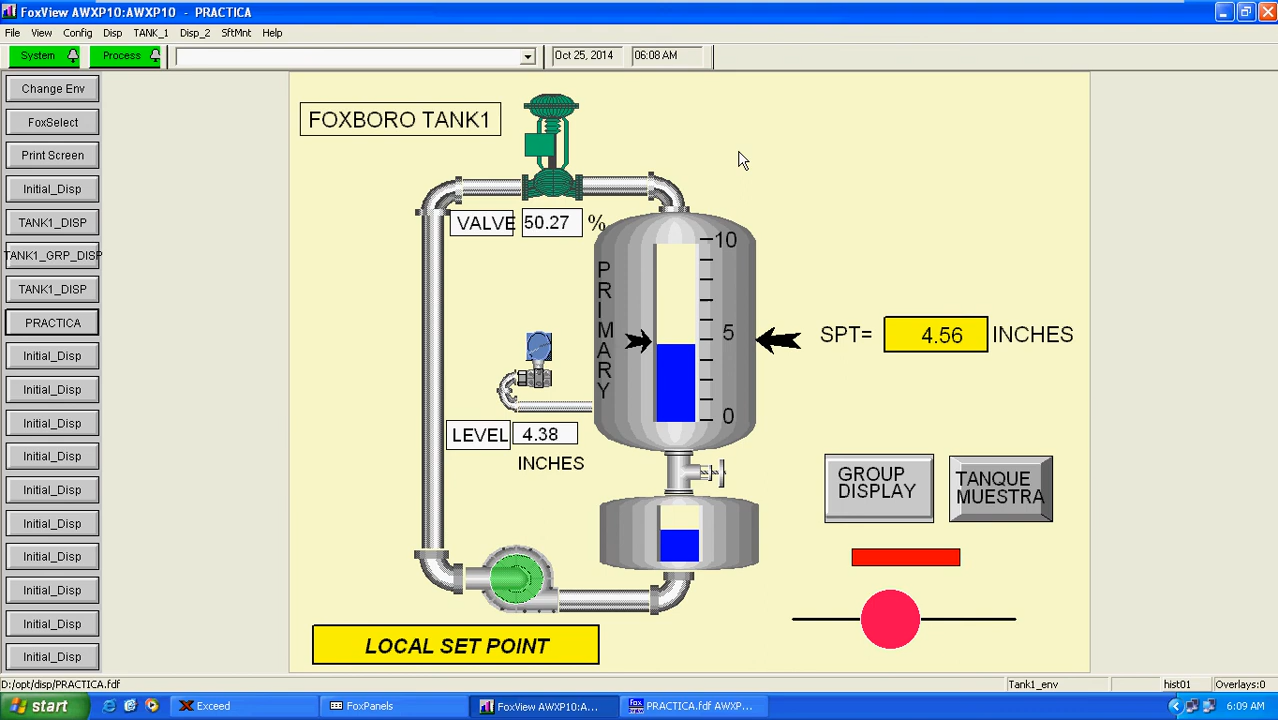 FoxView AWXP10:AWXP10 - PRACTICA
File View Config Disp TANK_1 Disp_2 SftMnt Help
System Process Oct 25, 2014 06:08 AM
Change Env
FoxSelect
Print Screen
Initial_Disp
TANK1_DISP
TANK1_GRP_DISP
TANK1_DISP
PRACTICA
Initial_Disp
Initial_Disp
Initial_Disp
Initial_Disp
Initial_Disp
Initial_Disp
Initial_Disp
Initial_Disp
Initial_Disp
Initial_Disp
FOXBORO TANK1
VALVE 50.27 %
PRIMARY
10
5
0
SPT= 4.56 INCHES
LEVEL 4.38
INCHES
GROUP
DISPLAY
TANQUE
MUESTRA
LOCAL SET POINT
D:/opt/disp/PRACTICA.fdf Tank1_env hist01 Overlays:0
start Exceed FoxPanels FoxView AWXP10:A... PRACTICA.fdf AWXP... 6:09 AM